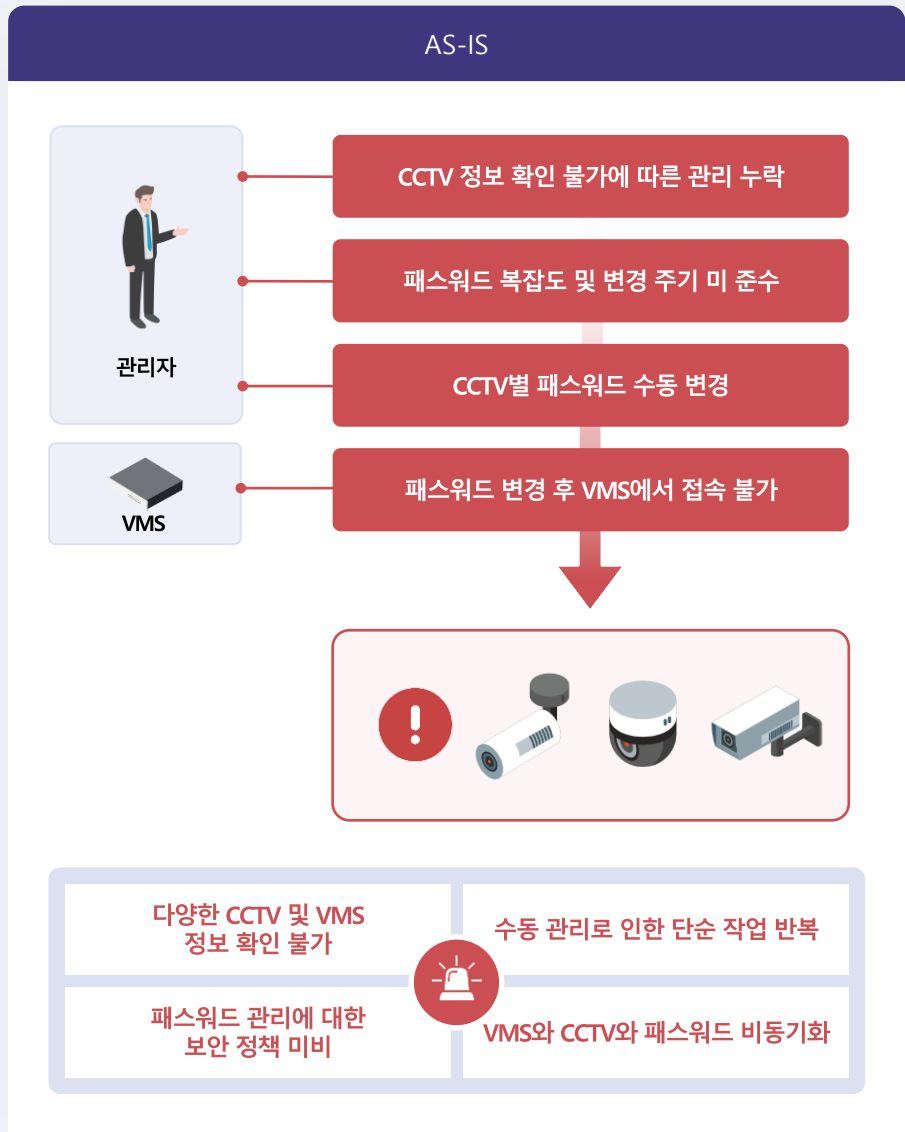 AS-IS
CCTV 정보 확인 불가에 따른 관리 누락
패스워드 복잡도 및 변경 주기 미 준수
관리자
CCTV별 패스워드 수동 변경
패스워드 변경 후 VMS에서 접속 불가
VMS
다양한 CCTV 및 VMS
정보 확인 불가
수동 관리로 인한 단순 작업 반복
패스워드 관리에 대한
보안 정책 미비
VMS와 CCTV와 패스워드 비동기화